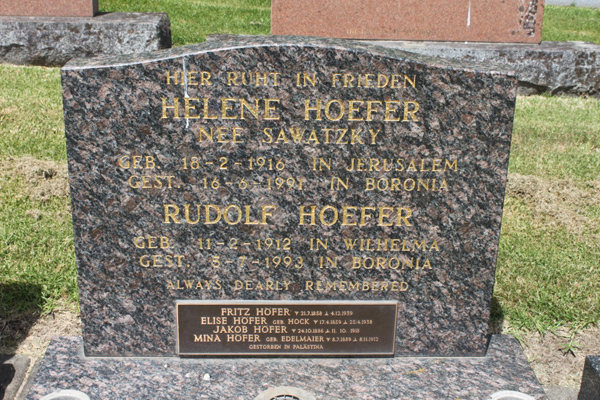 HIER RUHT IN FRIEDEN
HELENE HOEFER
NEE SAWATZKY
GEB. 18-2-1916 IN JERUSALEM
GEST. 16-6-1991 IN BORONIA
RUDOLF HOEFER
GEB. 11-2-1912 IN WILHELMA
GEST. 5-7-1993 IN BORONIA
ALWAYS DEARLY REMEMBERED
FRITZ HOFER
ELISE HOFER GEB. HOCK
JAKOB HOFER
MINA HOFER GEB. EDELMAIER
GESTORBEN IN PALÄSTINA